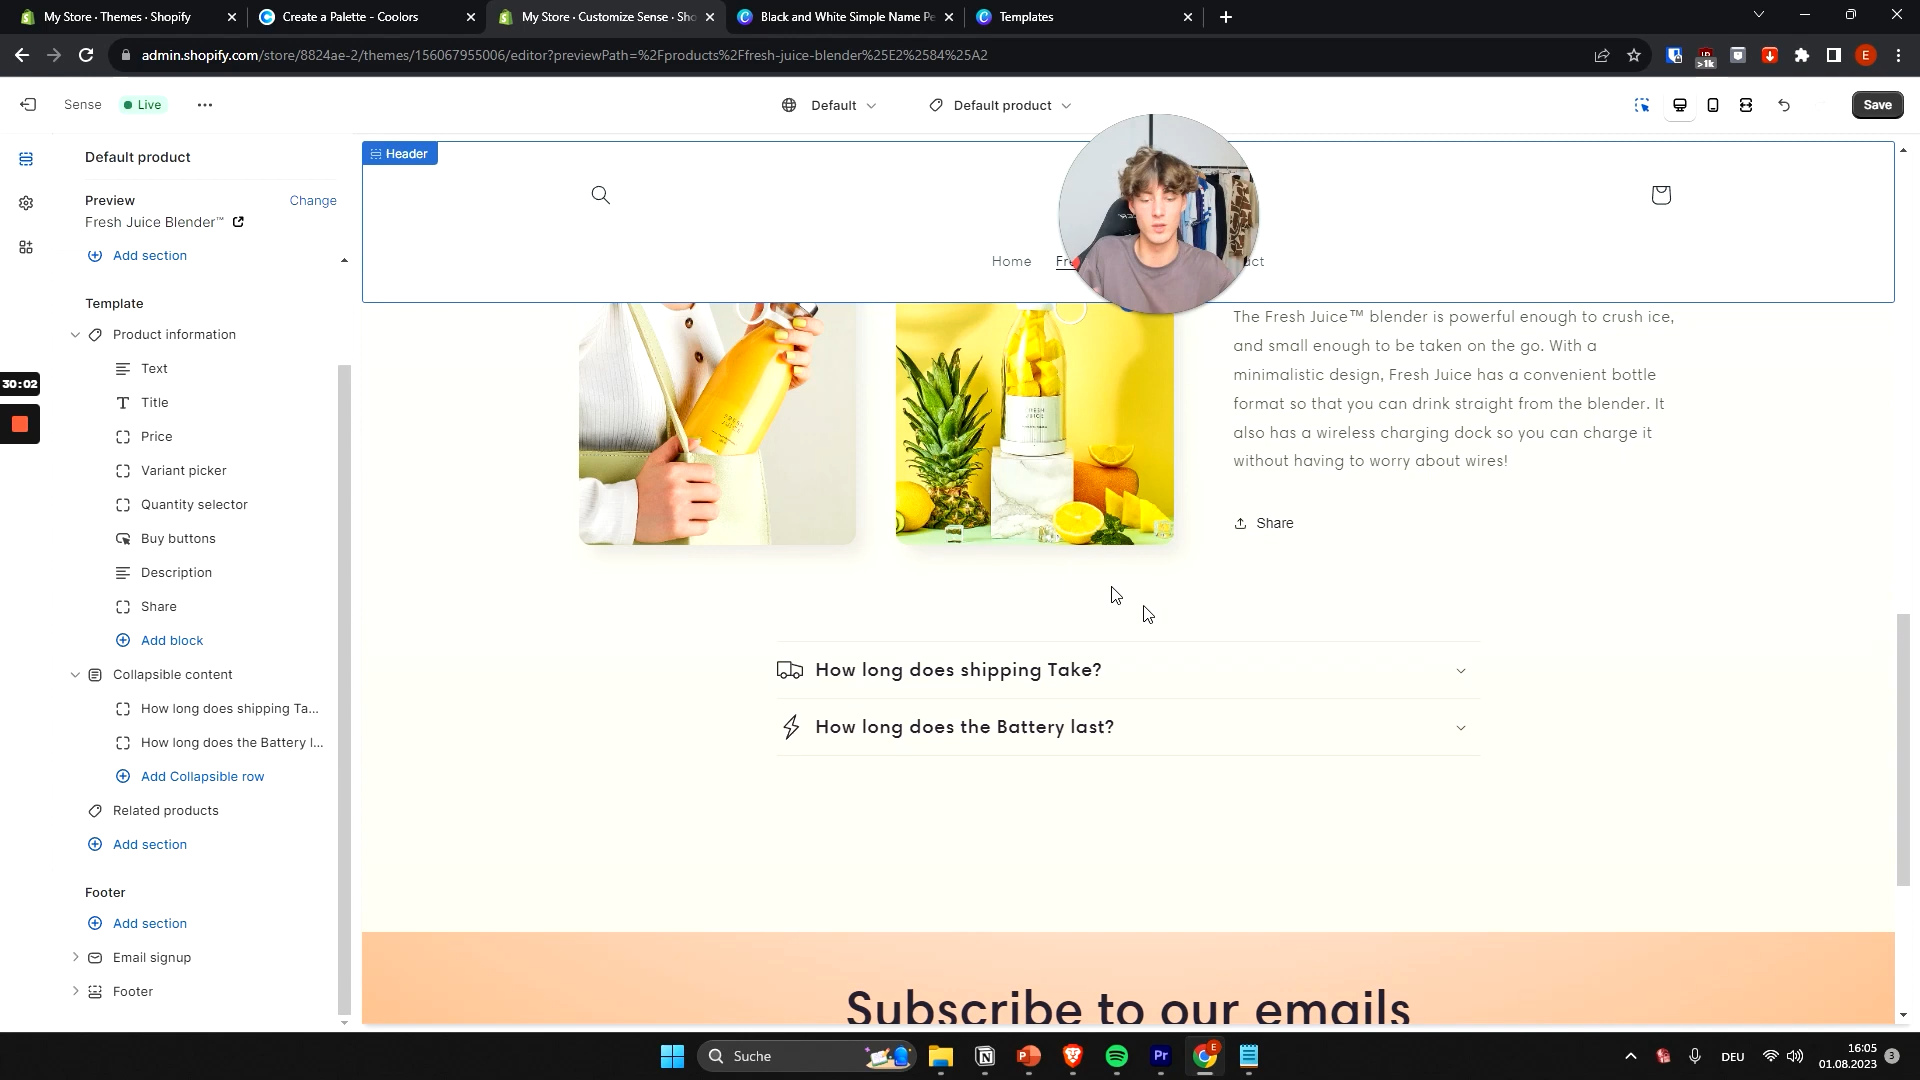 My Store · Themes · Shopify
Create a Palette - Coolors
My Store · Customize Sense · Sho
Black and White Simple Name Pe
Templates
admin.shopify.com/store/8824ae-2/themes/156067955006/editor?previewPath=%2Fproducts%2Ffresh-juice-blender%25E2%2584%25A2
>1k
E
Sense
Live
Default
Default product
Save
Default product
Preview
Change
Fresh Juice Blender™
Add section
Template
Product information
Text
Title
Price
Variant picker
Quantity selector
Buy buttons
Description
Share
Add block
Collapsible content
How long does shipping Ta...
How long does the Battery l...
Add Collapsible row
Related products
Add section
Footer
Add section
Email signup
Footer
30:02
Header
Home
FRESH
JUICE
The Fresh Juice™ blender is powerful enough to crush ice,
and small enough to be taken on the go. With a
minimalistic design, Fresh Juice has a convenient bottle
format so that you can drink straight from the blender. It
also has a wireless charging dock so you can charge it
without having to worry about wires!
Share
How long does shipping Take?
How long does the Battery last?
Subscribe to our emails
Suche
DEU
16:05
01.08.2023
3